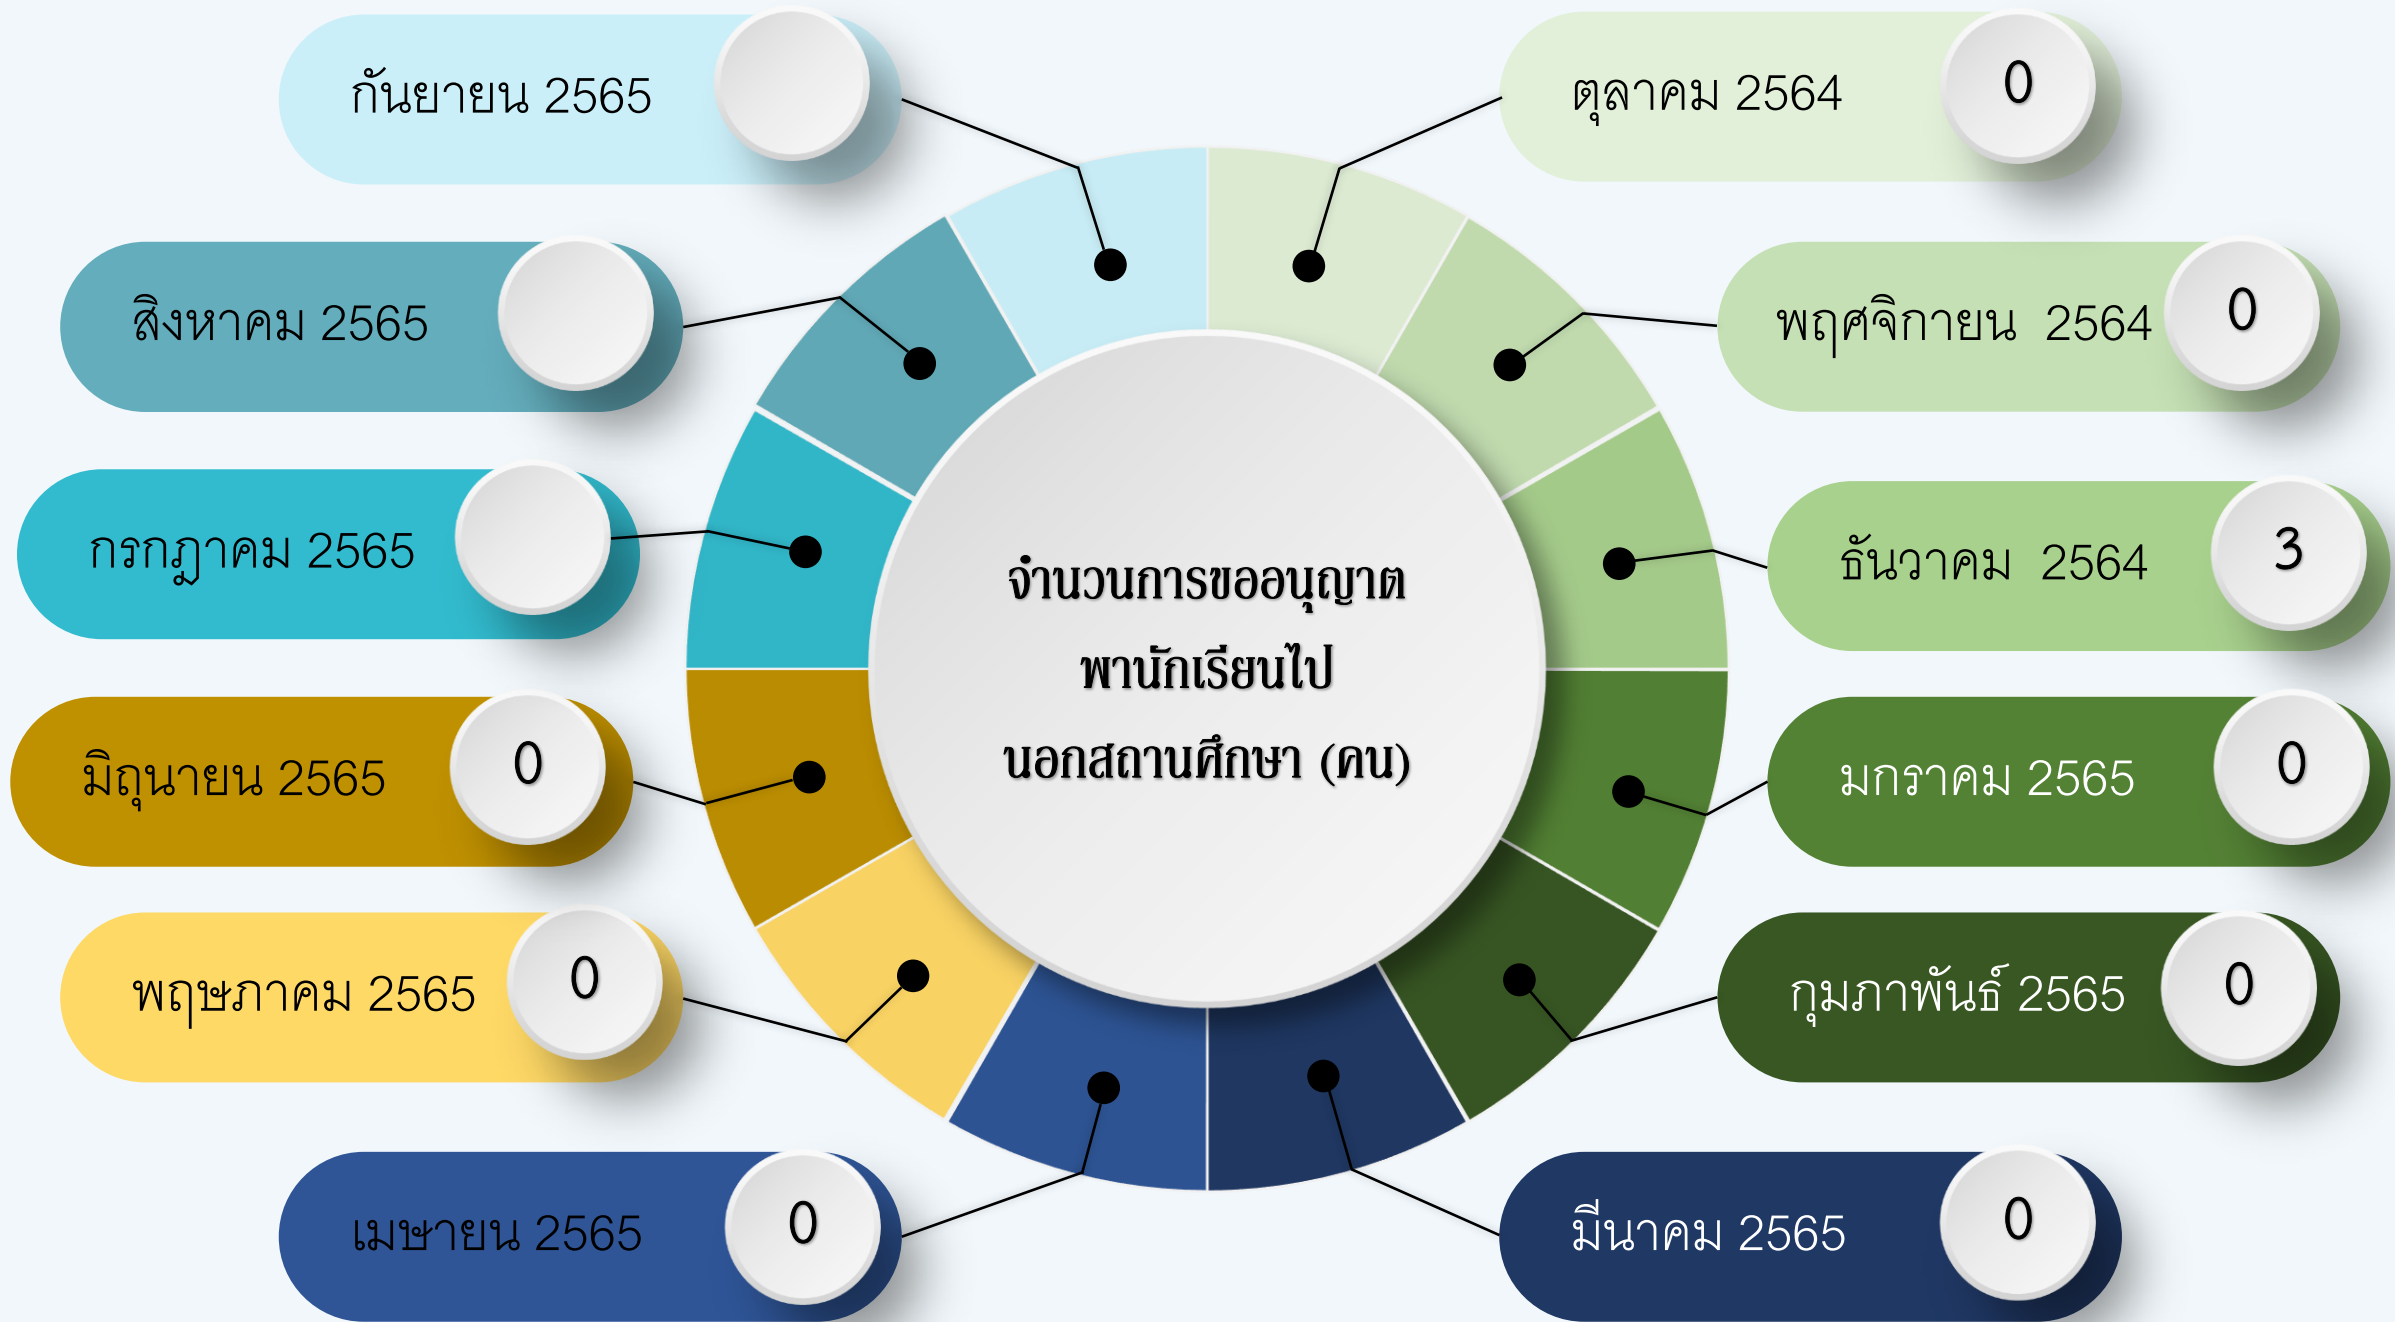 จำนวนการขออนุญาต
พานักเรียนไป
นอกสถานศึกษา (คน)
ตุลาคม 2564 0
พฤศจิกายน 2564 0
ธันวาคม 2564 3
มกราคม 2565 0
กุมภาพันธ์ 2565 0
มีนาคม 2565 0
เมษายน 2565 0
พฤษภาคม 2565 0
มิถุนายน 2565 0
กรกฎาคม 2565
สิงหาคม 2565
กันยายน 2565